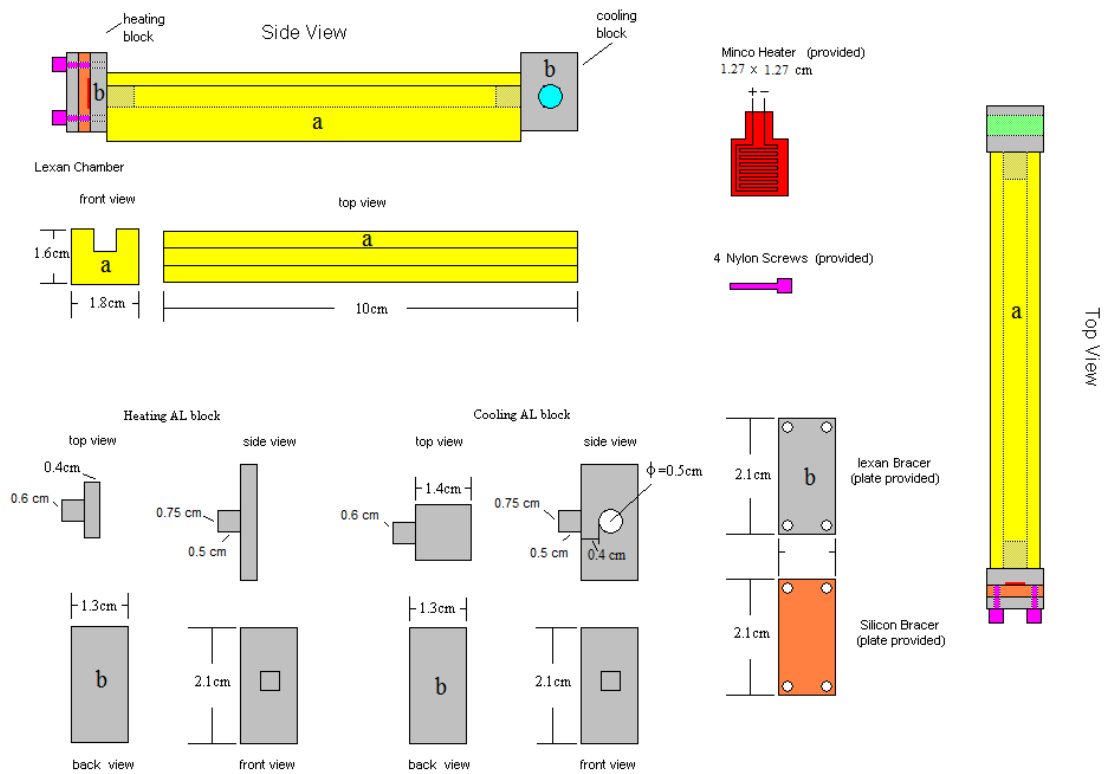 heating
block
Side View
cooling
block
b
b
a
Minco Heater (provided)
1.27 x 1.27 cm
+ −
Lexan Chamber
front view
top view
1.6cm
a
a
1.8cm
10cm
4 Nylon Screws (provided)
a
Top View
Heating AL block
top view
side view
0.4cm
0.6 cm
0.75 cm
0.5 cm
Cooling AL block
top view
side view
1.4cm
0.6 cm
ϕ=0.5cm
0.75 cm
0.5 cm
0.4 cm
2.1cm
b
lexan Bracer
(plate provided)
1.3cm
b
2.1cm
back view
front view
1.3cm
b
2.1cm
back view
front view
2.1cm
Silicon Bracer
(plate provided)